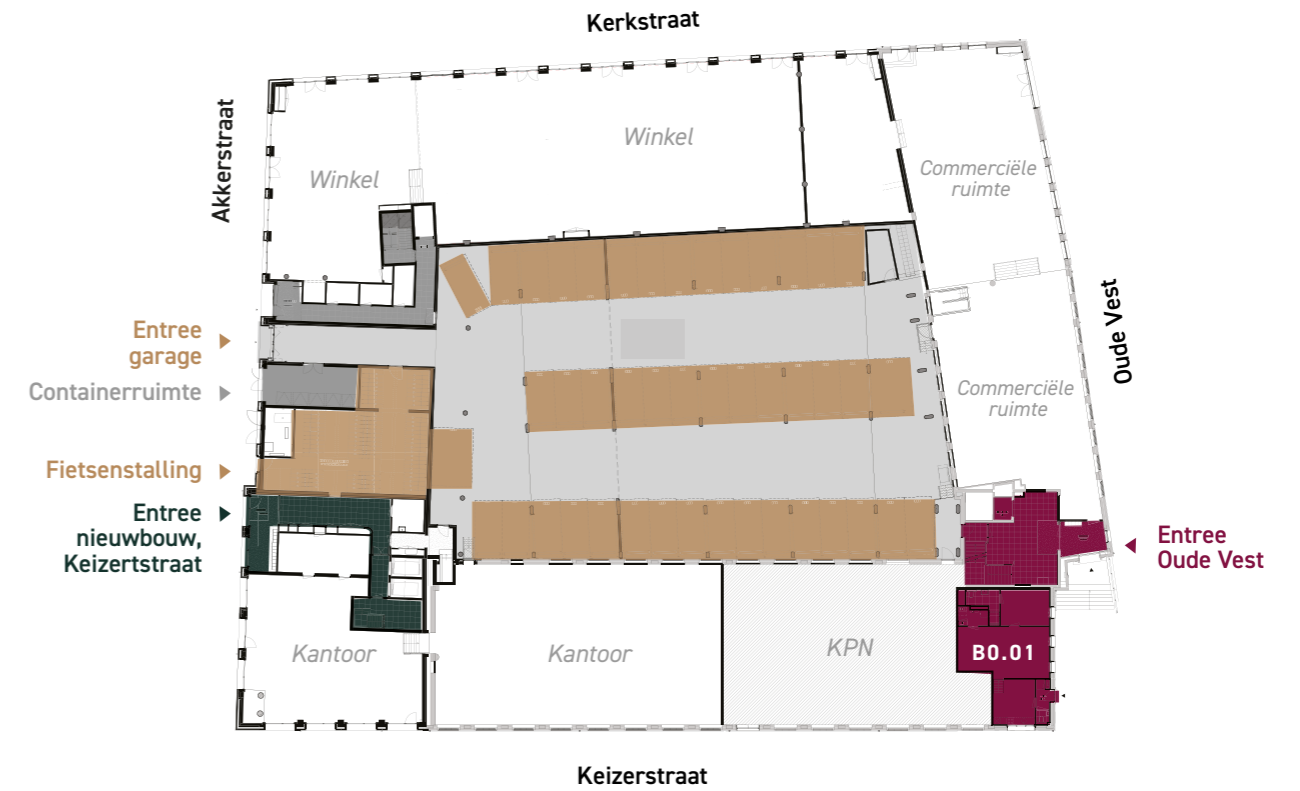 Kerkstraat
Akkerstraat
Winkel
Winkel
Commerciële
ruimte
Oude Vest
Entree
garage
Containerruimte
Commerciële
ruimte
Fietsenstalling
Entree
nieuwbouw,
Keizertstraat
Entree
Oude Vest
Kantoor
Kantoor
KPN
B0.01
Keizerstraat